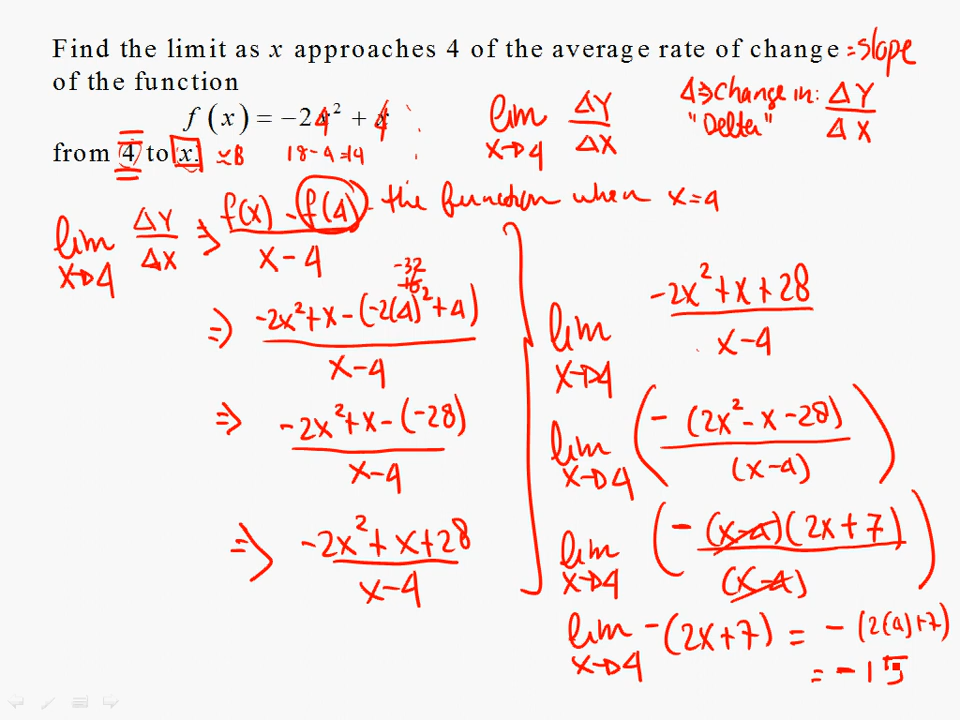 Find the limit as x approaches 4 of the average rate of change = slope
of the function
f (x) = −2x² + x
4 4
from 4 to x.
18-4=14
lim x→4 ΔY/ΔX
Δ⇒ change in: ΔY/ΔX
"Delta"
lim x→4 ΔY/ΔX ⇒ (f(x) - f(4))/(x-4)
the function when x=4
-32
⇒ (-2x²+x-(-2(4)²+4))/(x-4)
⇒ (-2x²+x-(-28))/(x-4)
⇒ (-2x²+x+28)/(x-4)
lim x→4 (-2x²+x+28)/(x-4)
lim x→4 (-(2x²-x-28)/(x-4))
lim x→4 (-(x-4)(2x+7)/(x-4))
lim x→4 -(2x+7) = -(2(4)+7)
= -15